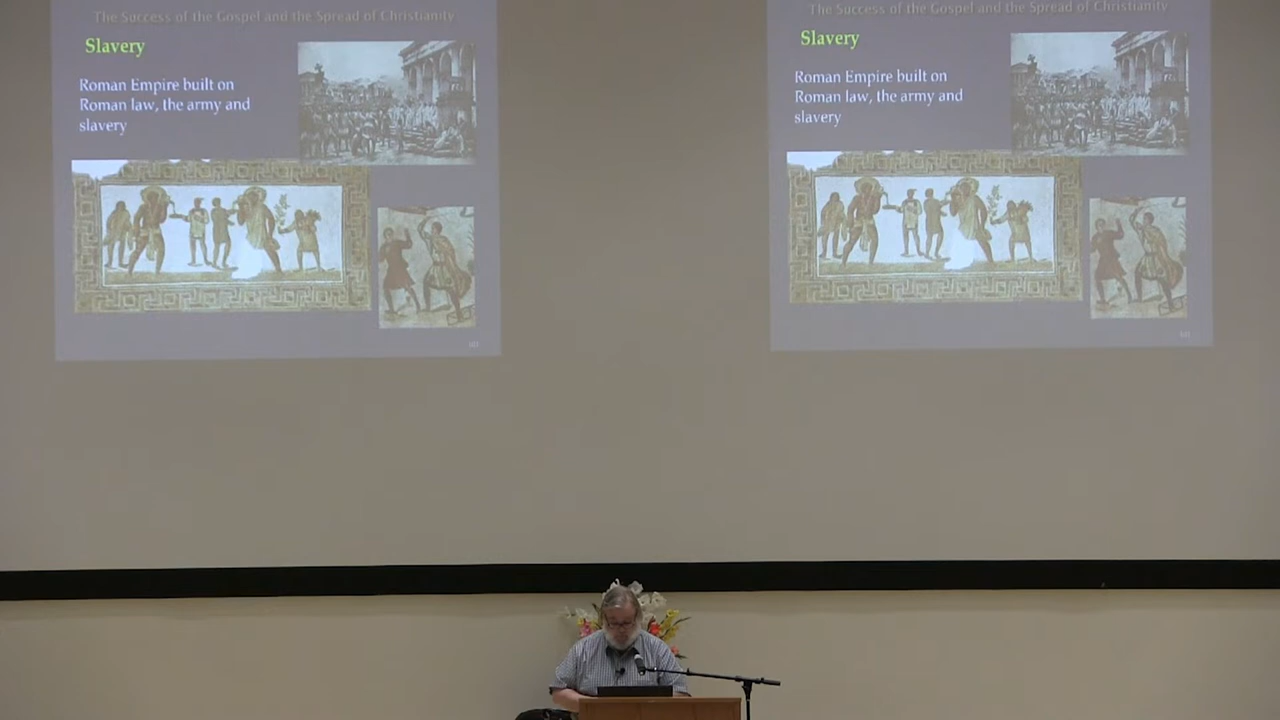 The Success of the Gospel and the Spread of Christianity
Slavery
Roman Empire built on
Roman law, the army and
slavery
The Success of the Gospel and the Spread of Christianity
Slavery
Roman Empire built on
Roman law, the army and
slavery